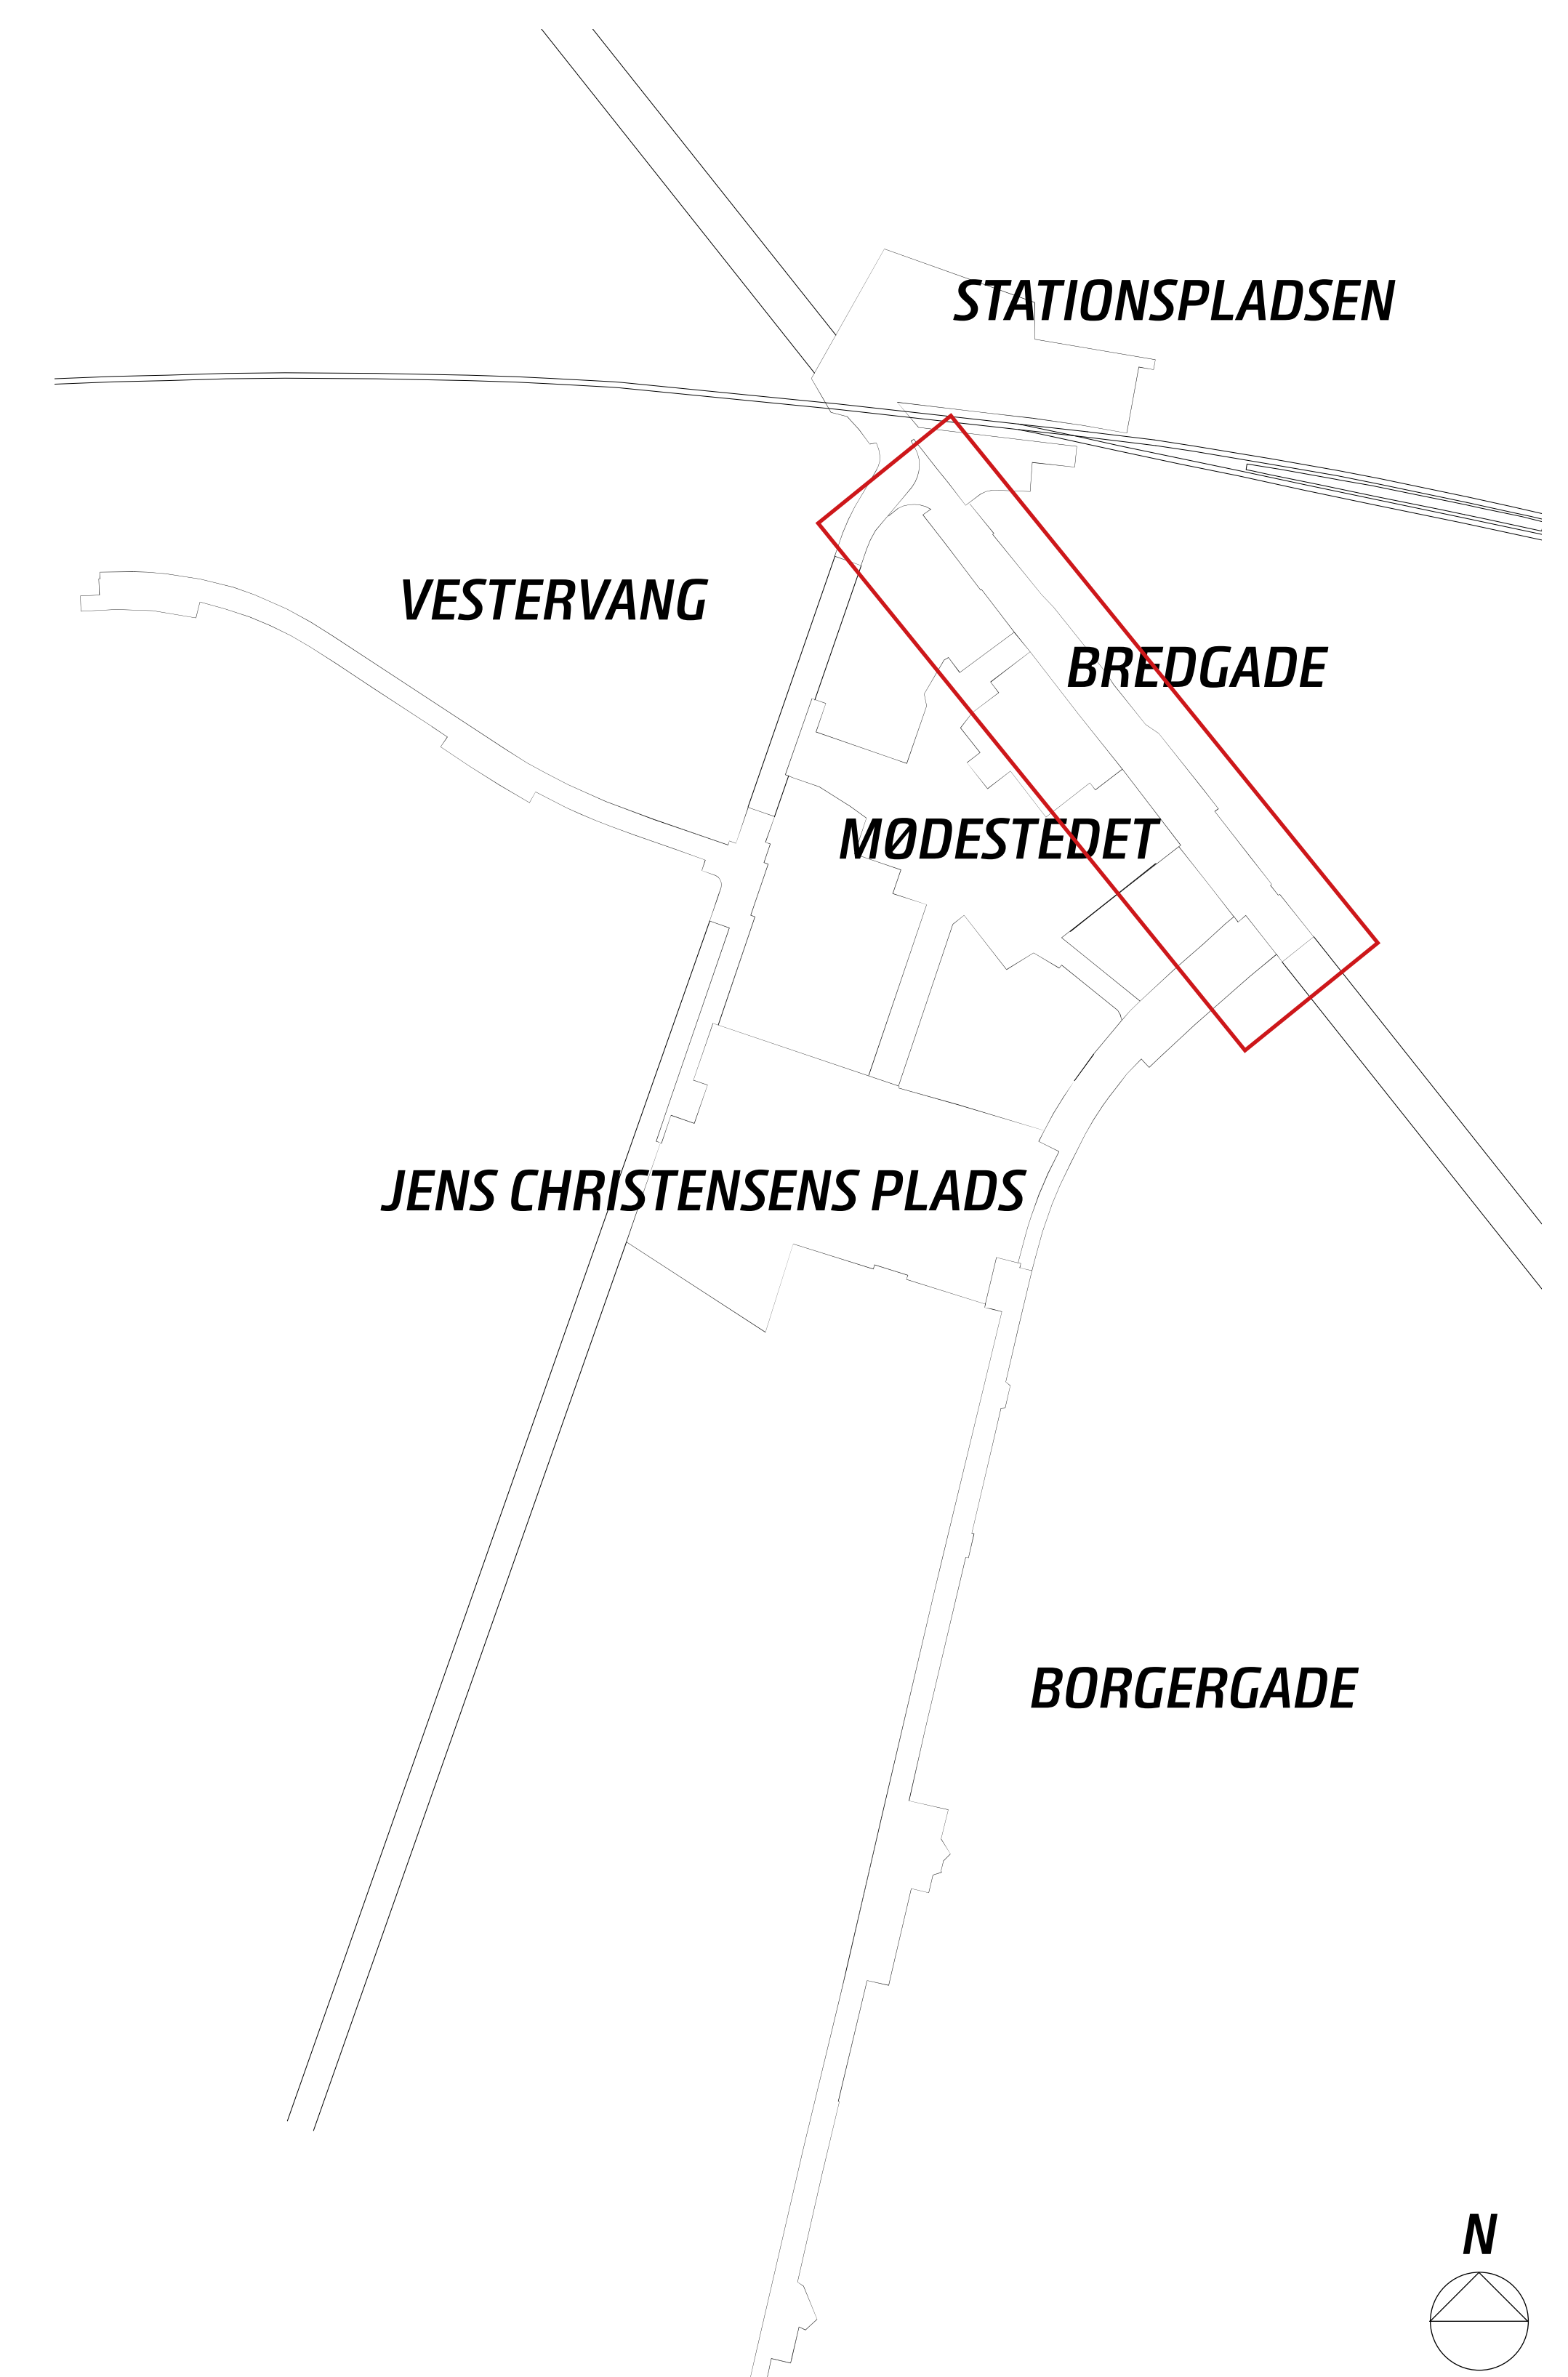 STATIONSPLADSEN
VESTERVANG
BREDGADE
MØDESTEDET
JENS CHRISTENSENS PLADS
BORGERGADE
N